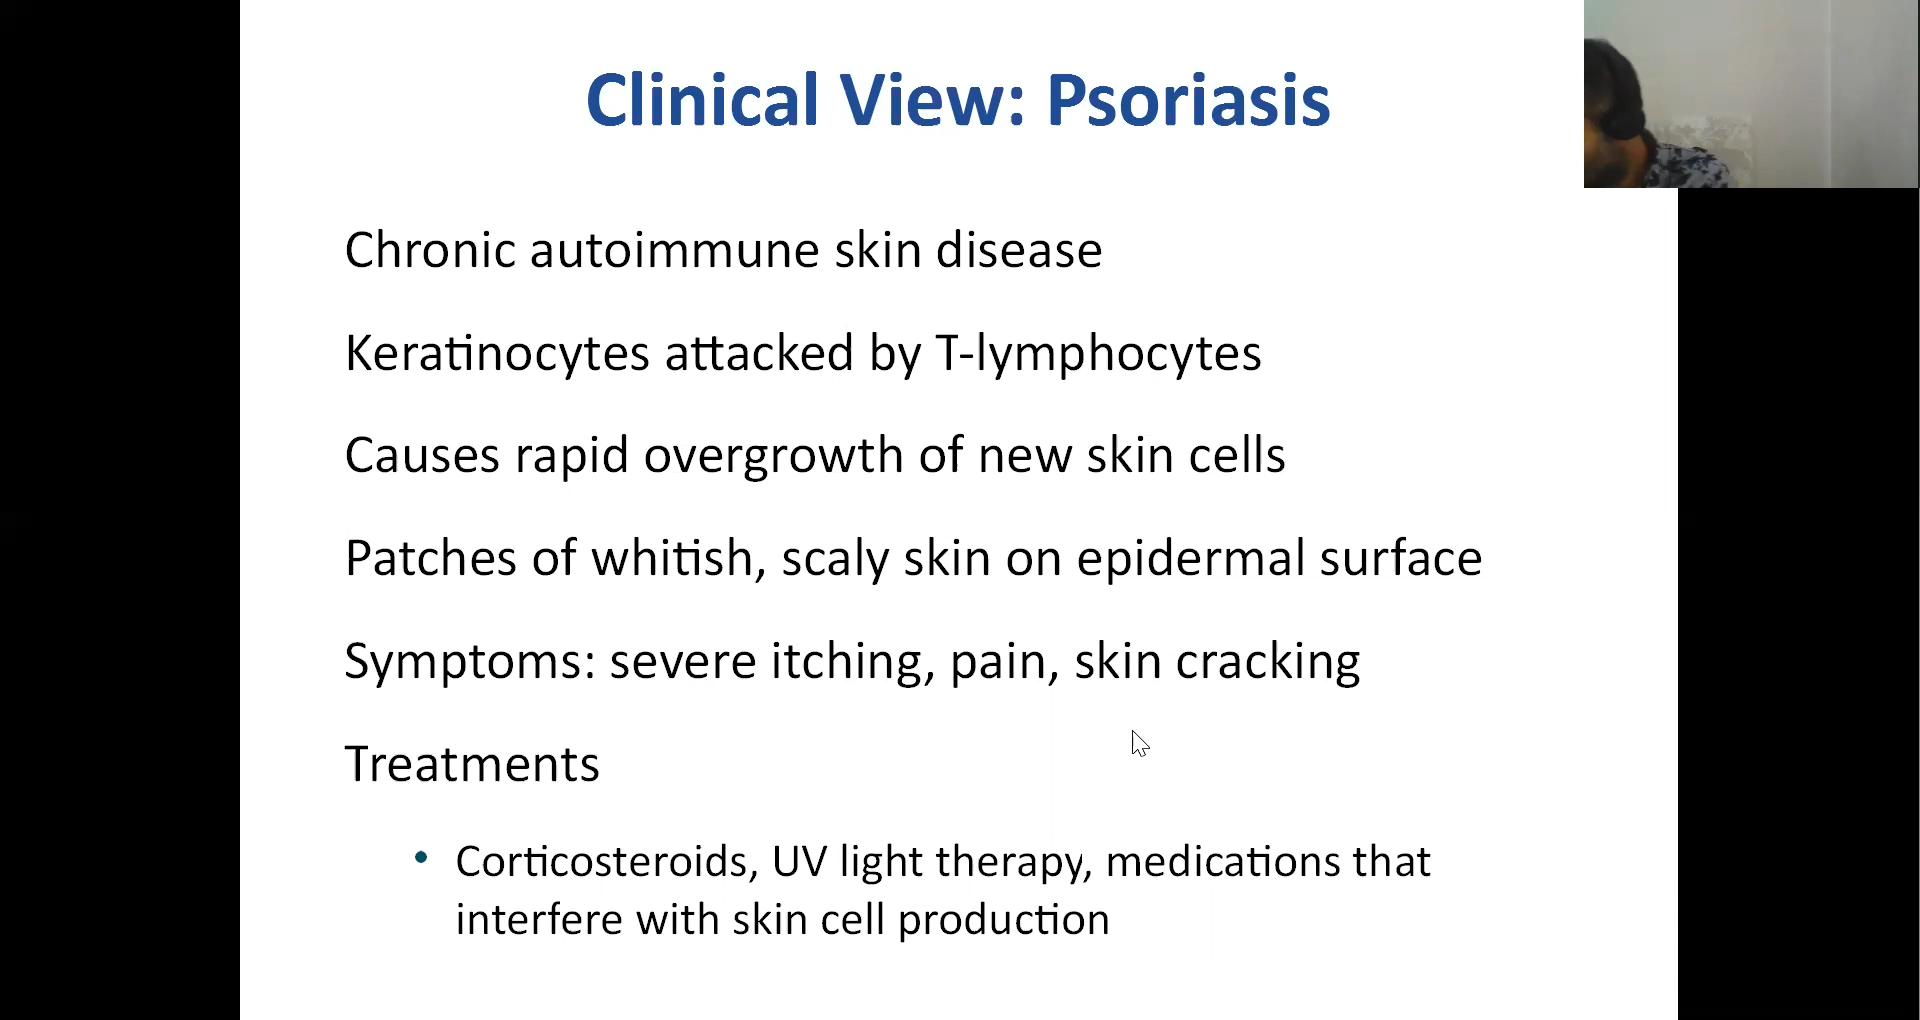 Clinical View: Psoriasis
Chronic autoimmune skin disease
Keratinocytes attacked by T-lymphocytes
Causes rapid overgrowth of new skin cells
Patches of whitish, scaly skin on epidermal surface
Symptoms: severe itching, pain, skin cracking
Treatments
• Corticosteroids, UV light therapy, medications that
interfere with skin cell production